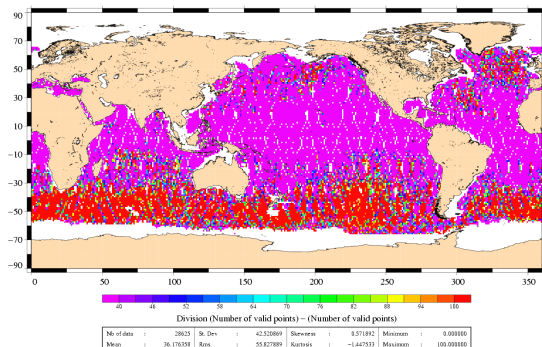 90
70
50
30
10
−10
−30
−50
−70
−90
0 50 100 150 200 250 300 350
40 46 52 58 64 70 76 82 88 94 100
Division (Number of valid points) − (Number of valid points)
Nb of data : 28625 St. Dev : 42.520869 Skewness : 0.571892 Minimum : 0.000000
Mean : 36.176358 Rms : 55.827889 Kurtosis : −1.447533 Maximum : 100.000000